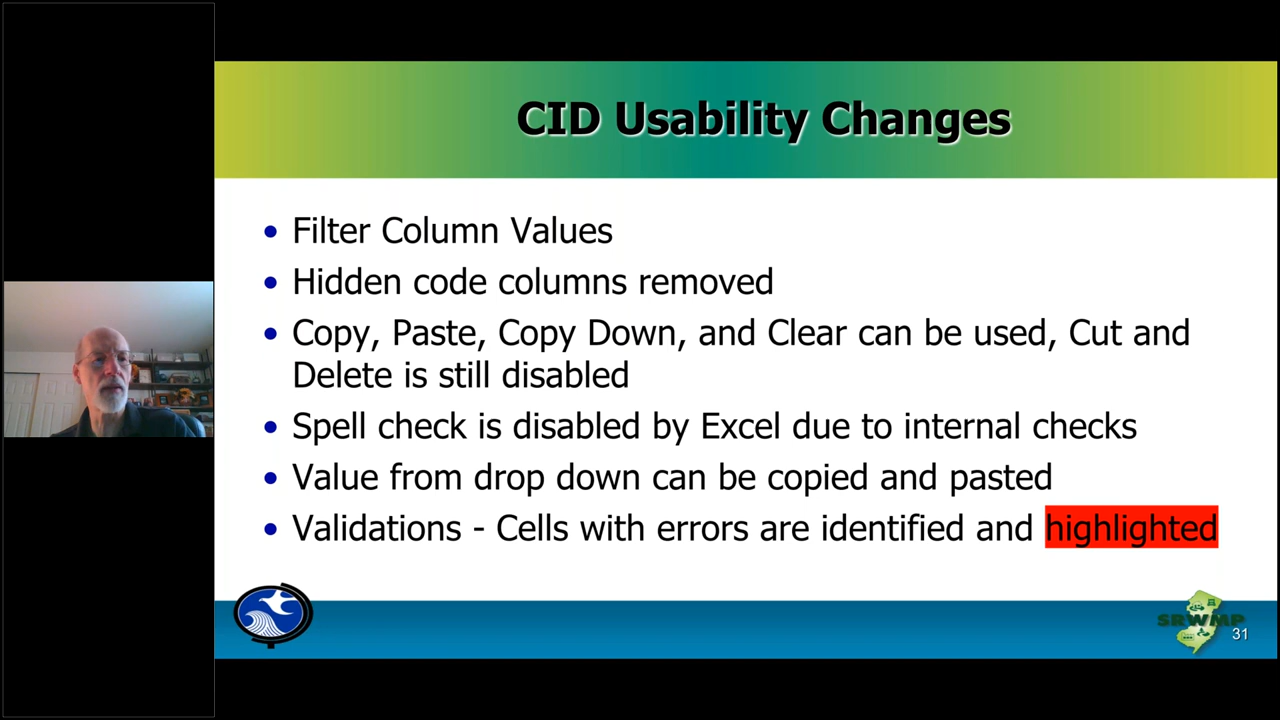 CID Usability Changes
• Filter Column Values
• Hidden code columns removed
• Copy, Paste, Copy Down, and Clear can be used, Cut and
Delete is still disabled
• Spell check is disabled by Excel due to internal checks
• Value from drop down can be copied and pasted
• Validations - Cells with errors are identified and highlighted
SRWMP
31